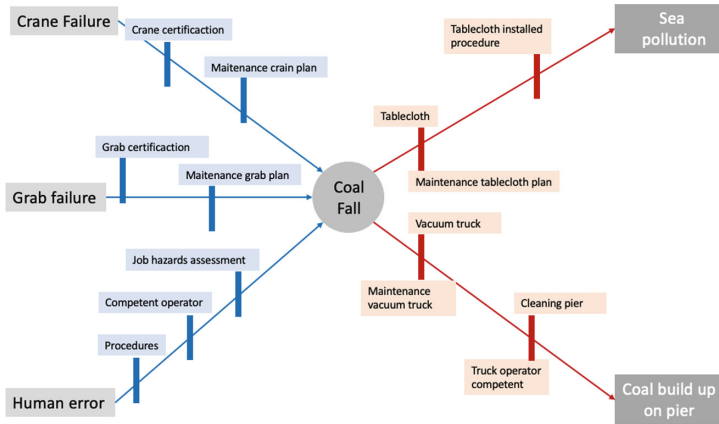 Crane Failure
Crane certificaction
Maitenance crain plan
Grab certificaction
Maitenance grab plan
Grab failure
Job hazards assessment
Competent operator
Procedures
Human error
Coal
Fall
Tablecloth installed
procedure
Sea
pollution
Tablecloth
Maintenance tablecloth plan
Vacuum truck
Maintenance
vacuum truck
Cleaning pier
Truck operator
competent
Coal build up
on pier